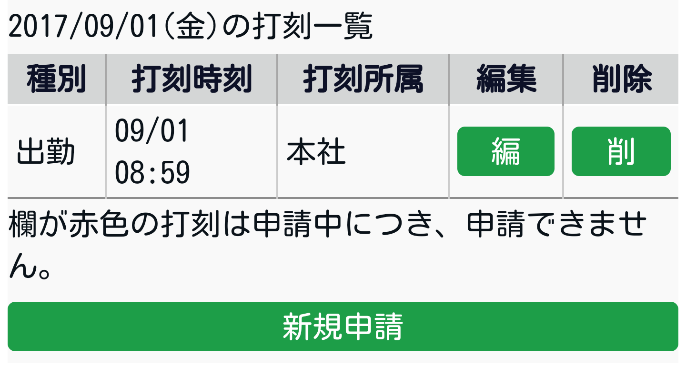 2017/09/01(金)の打刻一覧
種別 打刻時刻 打刻所属 編集 削除
出勤 09/01 08:59 本社 編 削
欄が赤色の打刻は申請中につき、申請できませ
ん。
新規申請